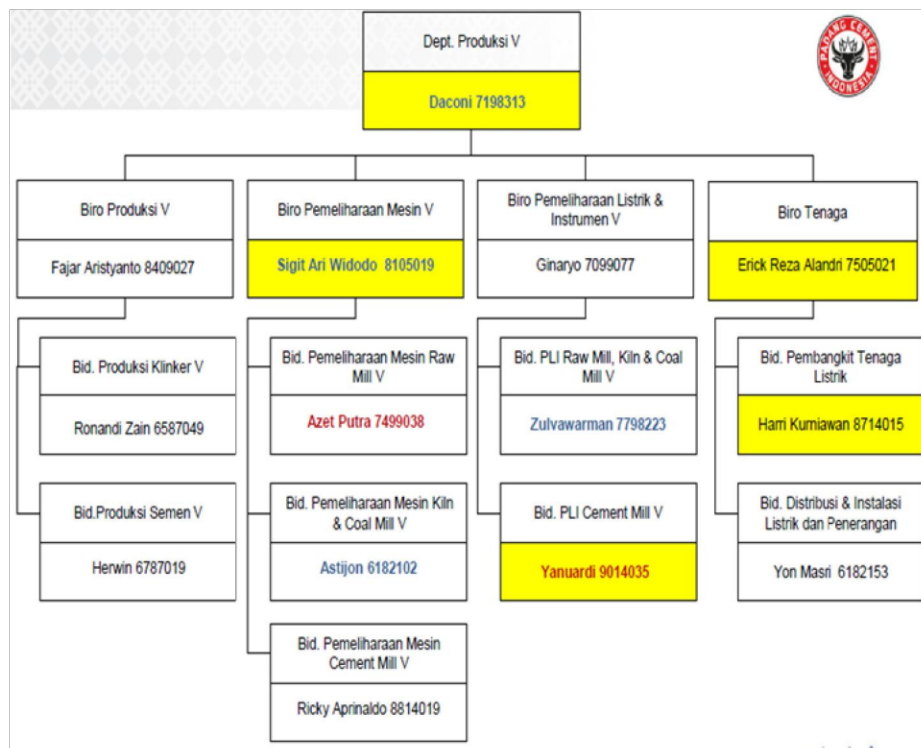 Dept. Produksi V
Daconi 7198313
PADANG CEMENT
INDONESIA
Biro Produksi V
Fajar Aristyanto 8409027
Biro Pemeliharaan Mesin V
Sigit Ari Widodo 8105019
Biro Pemeliharaan Listrik &
Instrumen V
Ginaryo 7099077
Biro Tenaga
Erick Reza Alandri 7505021
Bid. Produksi Klinker V
Ronandi Zain 6587049
Bid. Pemeliharaan Mesin Raw
Mill V
Azet Putra 7499038
Bid. PLI Raw Mill, Kiln & Coal
Mill V
Zulvawarman 7798223
Bid. Pembangkit Tenaga
Listrik
Harri Kurniawan 8714015
Bid.Produksi Semen V
Herwin 6787019
Bid. Pemeliharaan Mesin Kiln
& Coal Mill V
Astijon 6182102
Bid. PLI Cement Mill V
Yanuardi 9014035
Bid. Distribusi & Instalasi
Listrik dan Penerangan
Yon Masri 6182153
Bid. Pemeliharaan Mesin
Cement Mill V
Ricky Aprinaldo 8814019